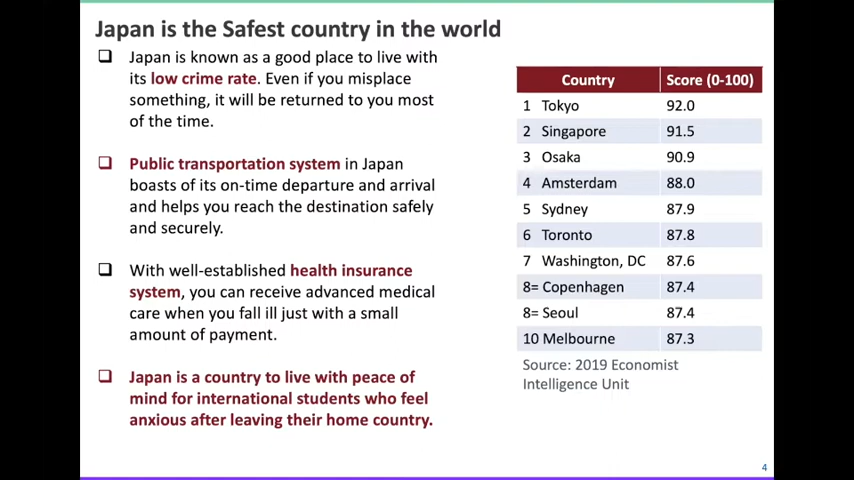 Japan is the Safest country in the world
❑ Japan is known as a good place to live with
its low crime rate. Even if you misplace
something, it will be returned to you most
of the time.
❑ Public transportation system in Japan
boasts of its on-time departure and arrival
and helps you reach the destination safely
and securely.
❑ With well-established health insurance
system, you can receive advanced medical
care when you fall ill just with a small
amount of payment.
❑ Japan is a country to live with peace of
mind for international students who feel
anxious after leaving their home country.
Country Score (0-100)
1 Tokyo 92.0
2 Singapore 91.5
3 Osaka 90.9
4 Amsterdam 88.0
5 Sydney 87.9
6 Toronto 87.8
7 Washington, DC 87.6
8= Copenhagen 87.4
8= Seoul 87.4
10 Melbourne 87.3
Source: 2019 Economist
Intelligence Unit
4